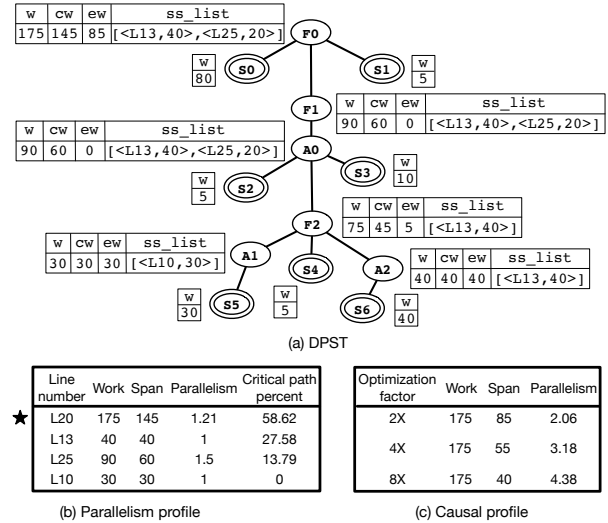 w cw ew ss_list
175 145 85 [<L13,40>,<L25,20>]
F0
w
80
S0
S1
w
5
F1
w cw ew ss_list
90 60 0 [<L13,40>,<L25,20>]
w cw ew ss_list
90 60 0 [<L13,40>,<L25,20>]
A0
w
5
S2
S3
w
10
F2
w cw ew ss_list
75 45 5 [<L13,40>]
w cw ew ss_list
30 30 30 [<L10,30>]
A1
S4
A2
w cw ew ss_list
40 40 40 [<L13,40>]
w
30
S5
w
5
S6
w
40
(a) DPST
Line number Work Span Parallelism Critical path percent
L20 175 145 1.21 58.62
L13 40 40 1 27.58
L25 90 60 1.5 13.79
L10 30 30 1 0
(b) Parallelism profile
Optimization factor Work Span Parallelism
2X 175 85 2.06
4X 175 55 3.18
8X 175 40 4.38
(c) Causal profile